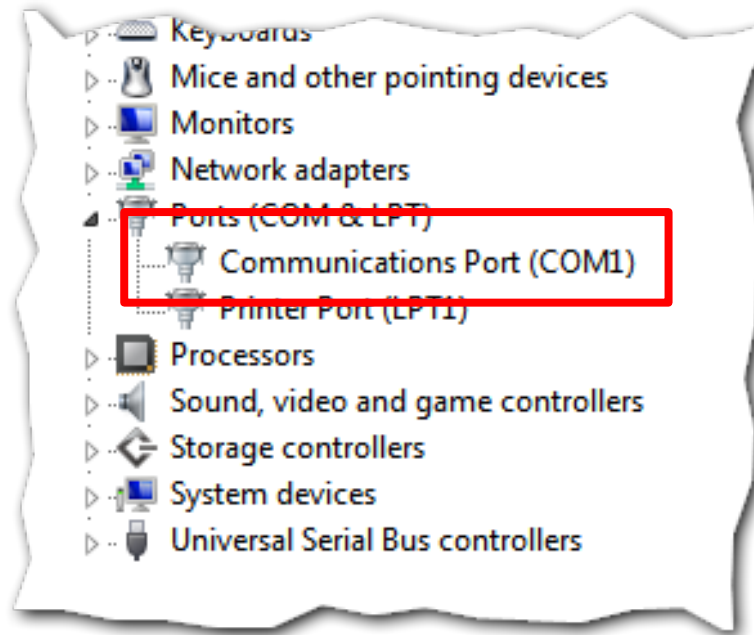 Keyboards
Mice and other pointing devices
Monitors
Network adapters
Ports (COM & LPT)
Communications Port (COM1)
Printer Port (LPT1)
Processors
Sound, video and game controllers
Storage controllers
System devices
Universal Serial Bus controllers